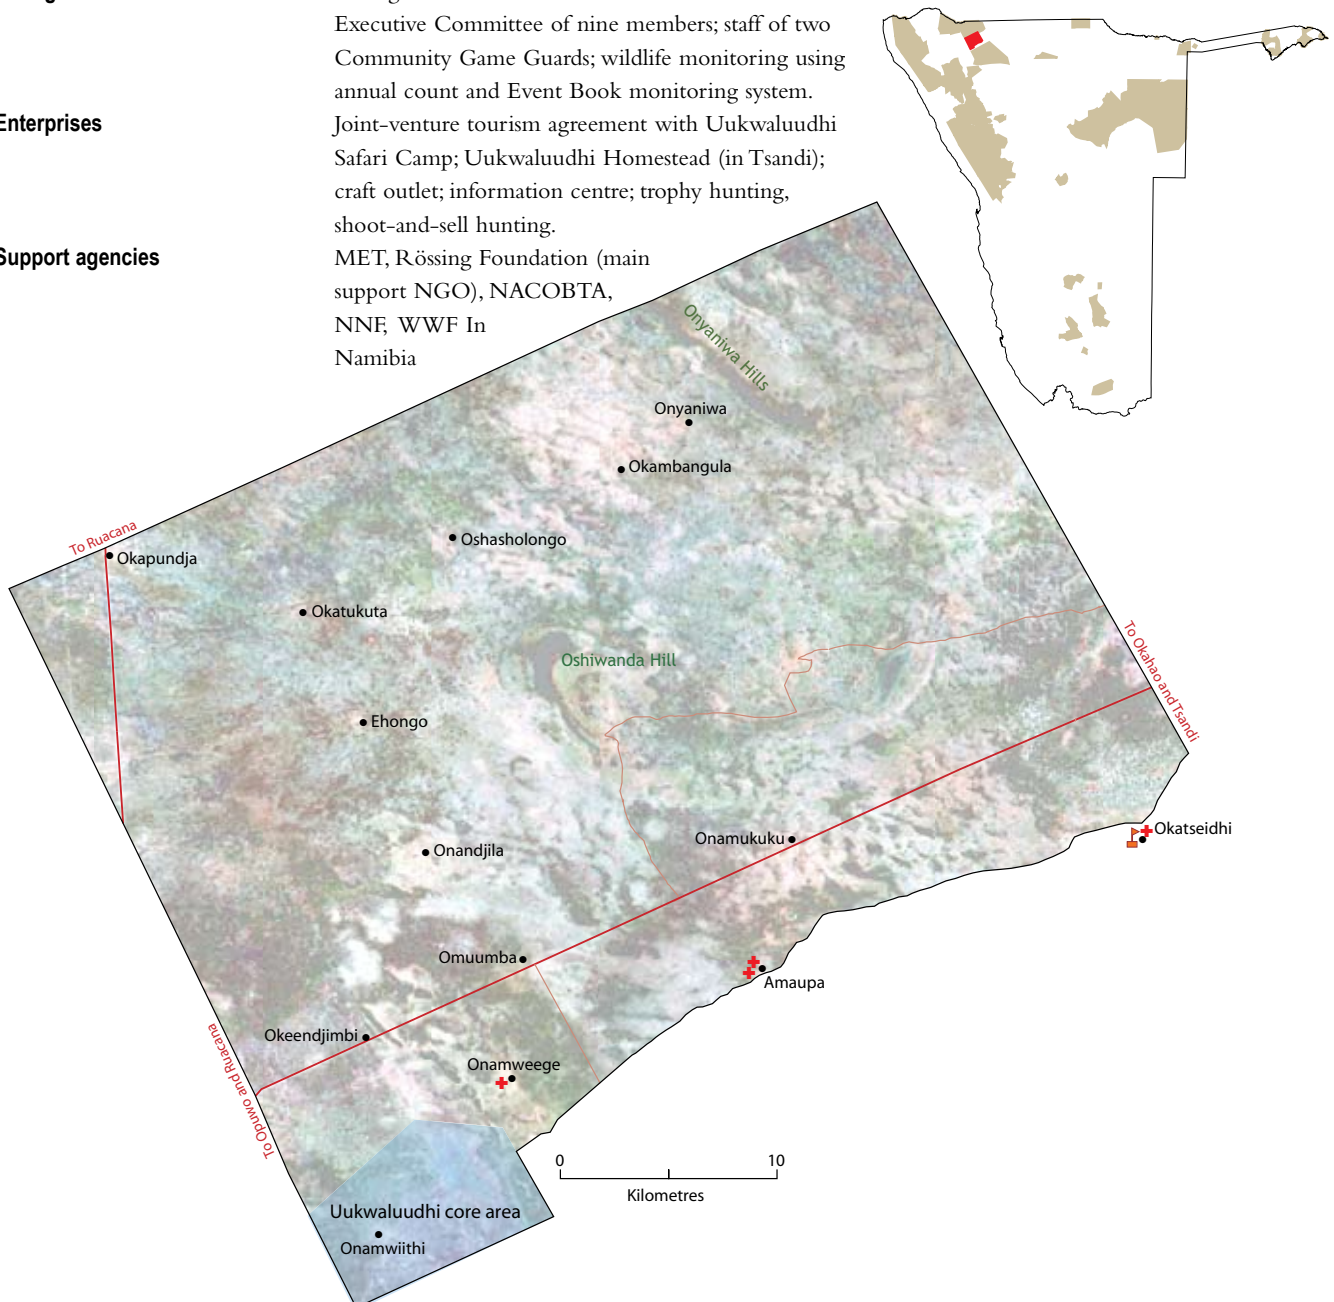 Executive Committee of nine members; staff of two
Community Game Guards; wildlife monitoring using
annual count and Event Book monitoring system.
Enterprises
Joint-venture tourism agreement with Uukwaluudhi
Safari Camp; Uukwaluudhi Homestead (in Tsandi);
craft outlet; information centre; trophy hunting,
shoot-and-sell hunting.
Support agencies
MET, Rössing Foundation (main
support NGO), NACOBTA,
NNF, WWF In
Namibia
Onyaniwa Hills
Onyaniwa
Okambangula
To Ruacana
Okapundja
Oshasholongo
Okatukuta
Oshiwanda Hill
To Okahao and Tsandi
Ehongo
Onamukuku
Okatseidhi
Onandjila
Omuumba
Amaupa
Okeendjimbi
Onamweege
To Opuwo and Ruacana
0 10
Kilometres
Uukwaluudhi core area
Onamwiithi